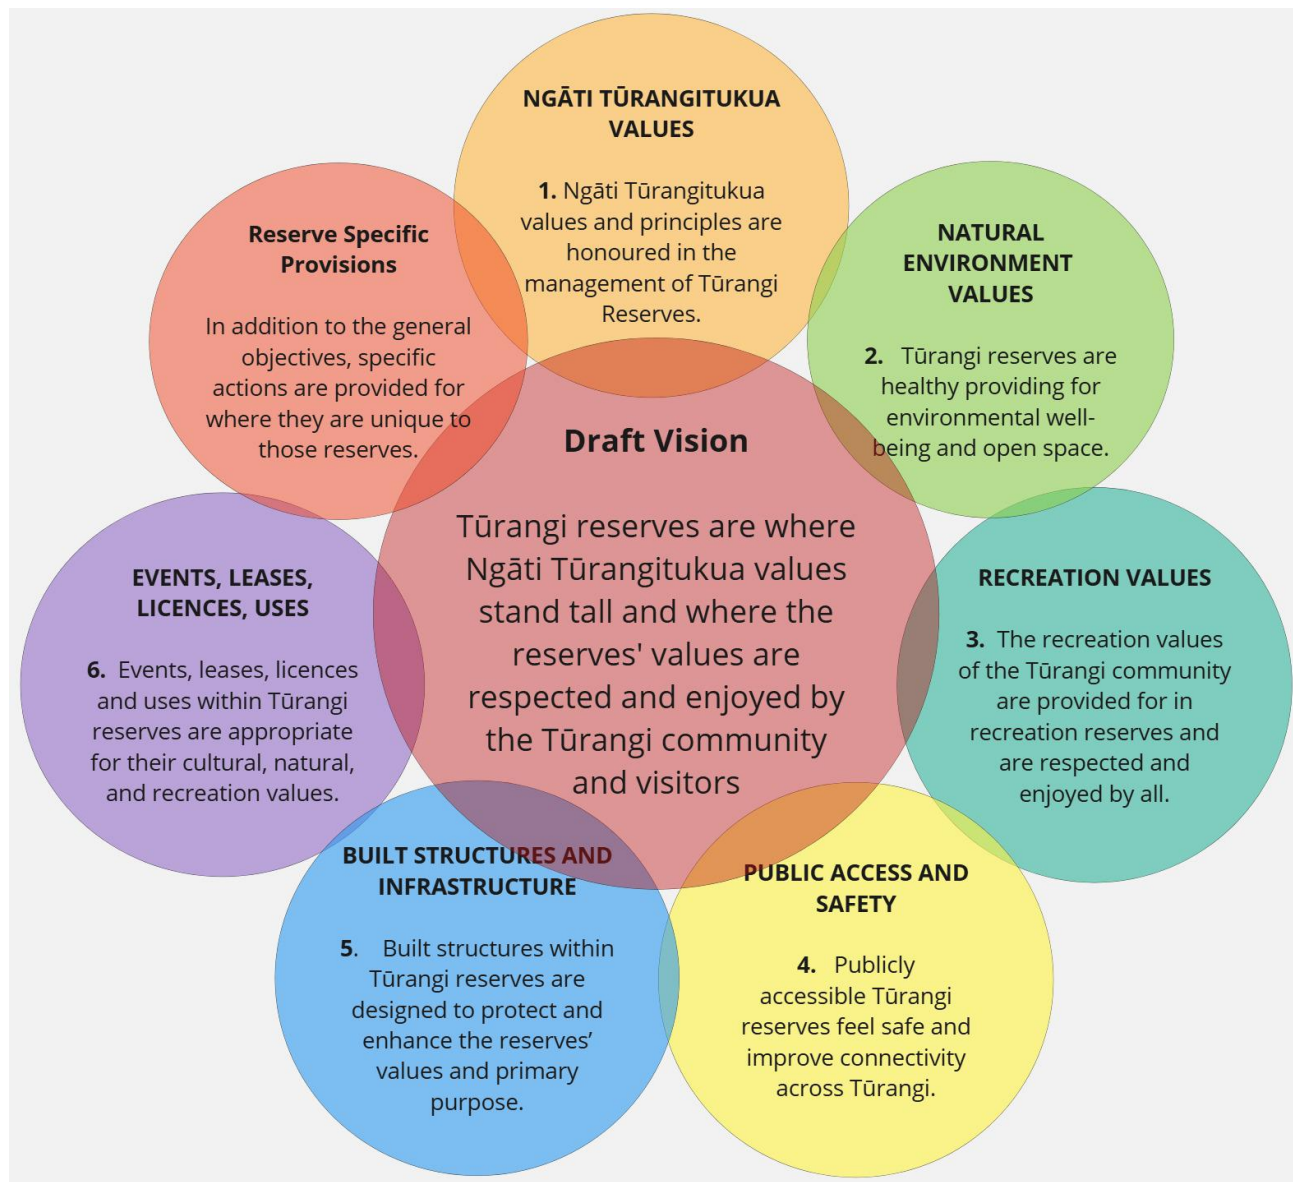 NGĀTI TŪRANGITUKUA
VALUES
1. Ngāti Tūrangitukua
values and principles are
honoured in the
management of Tūrangi
Reserves.
NATURAL
ENVIRONMENT
VALUES
2. Tūrangi reserves are
healthy providing for
environmental well-
being and open space.
RECREATION VALUES
3. The recreation values
of the Tūrangi community
are provided for in
recreation reserves and
are respected and
enjoyed by all.
PUBLIC ACCESS AND
SAFETY
4. Publicly
accessible Tūrangi
reserves feel safe and
improve connectivity
across Tūrangi.
BUILT STRUCTURES AND
INFRASTRUCTURE
5. Built structures within
Tūrangi reserves are
designed to protect and
enhance the reserves’
values and primary
purpose.
EVENTS, LEASES,
LICENCES, USES
6. Events, leases, licences
and uses within Tūrangi
reserves are appropriate
for their cultural, natural,
and recreation values.
Reserve Specific
Provisions
In addition to the general
objectives, specific
actions are provided for
where they are unique to
those reserves.
Draft Vision
Tūrangi reserves are where
Ngāti Tūrangitukua values
stand tall and where the
reserves' values are
respected and enjoyed by
the Tūrangi community
and visitors